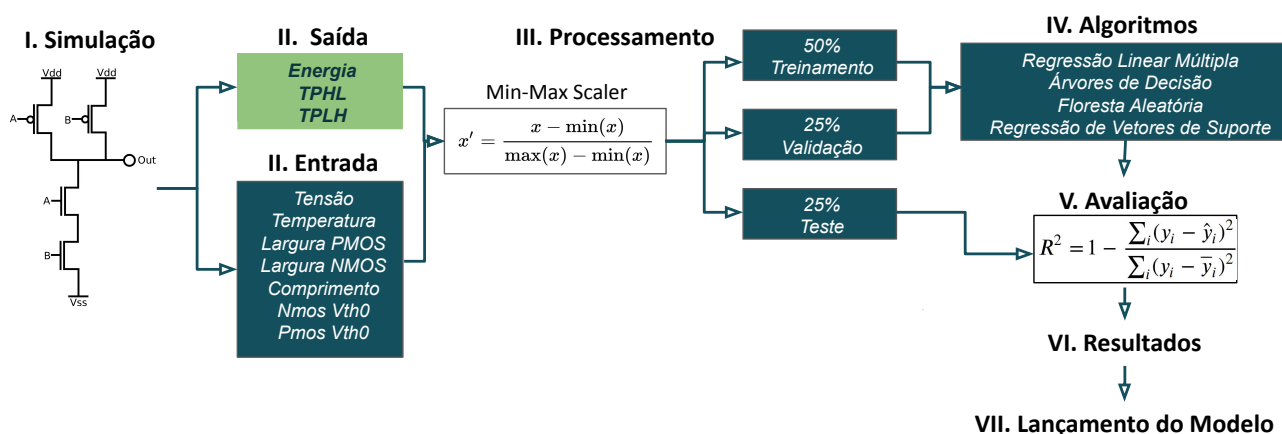 I. Simulação
Vdd
Vdd
A
B
Out
A
B
Vss
II. Saída
Energia
TPHL
TPLH
II. Entrada
Tensão
Temperatura
Largura PMOS
Largura NMOS
Comprimento
Nmos Vth0
Pmos Vth0
III. Processamento
Min-Max Scaler
x' = (x − min(x)) / (max(x) − min(x))
50%
Treinamento
25%
Validação
25%
Teste
IV. Algoritmos
Regressão Linear Múltipla
Árvores de Decisão
Floresta Aleatória
Regressão de Vetores de Suporte
V. Avaliação
R² = 1 − ∑ᵢ(yᵢ − ŷᵢ)² / ∑ᵢ(yᵢ − y̅ᵢ)²
VI. Resultados
VII. Lançamento do Modelo